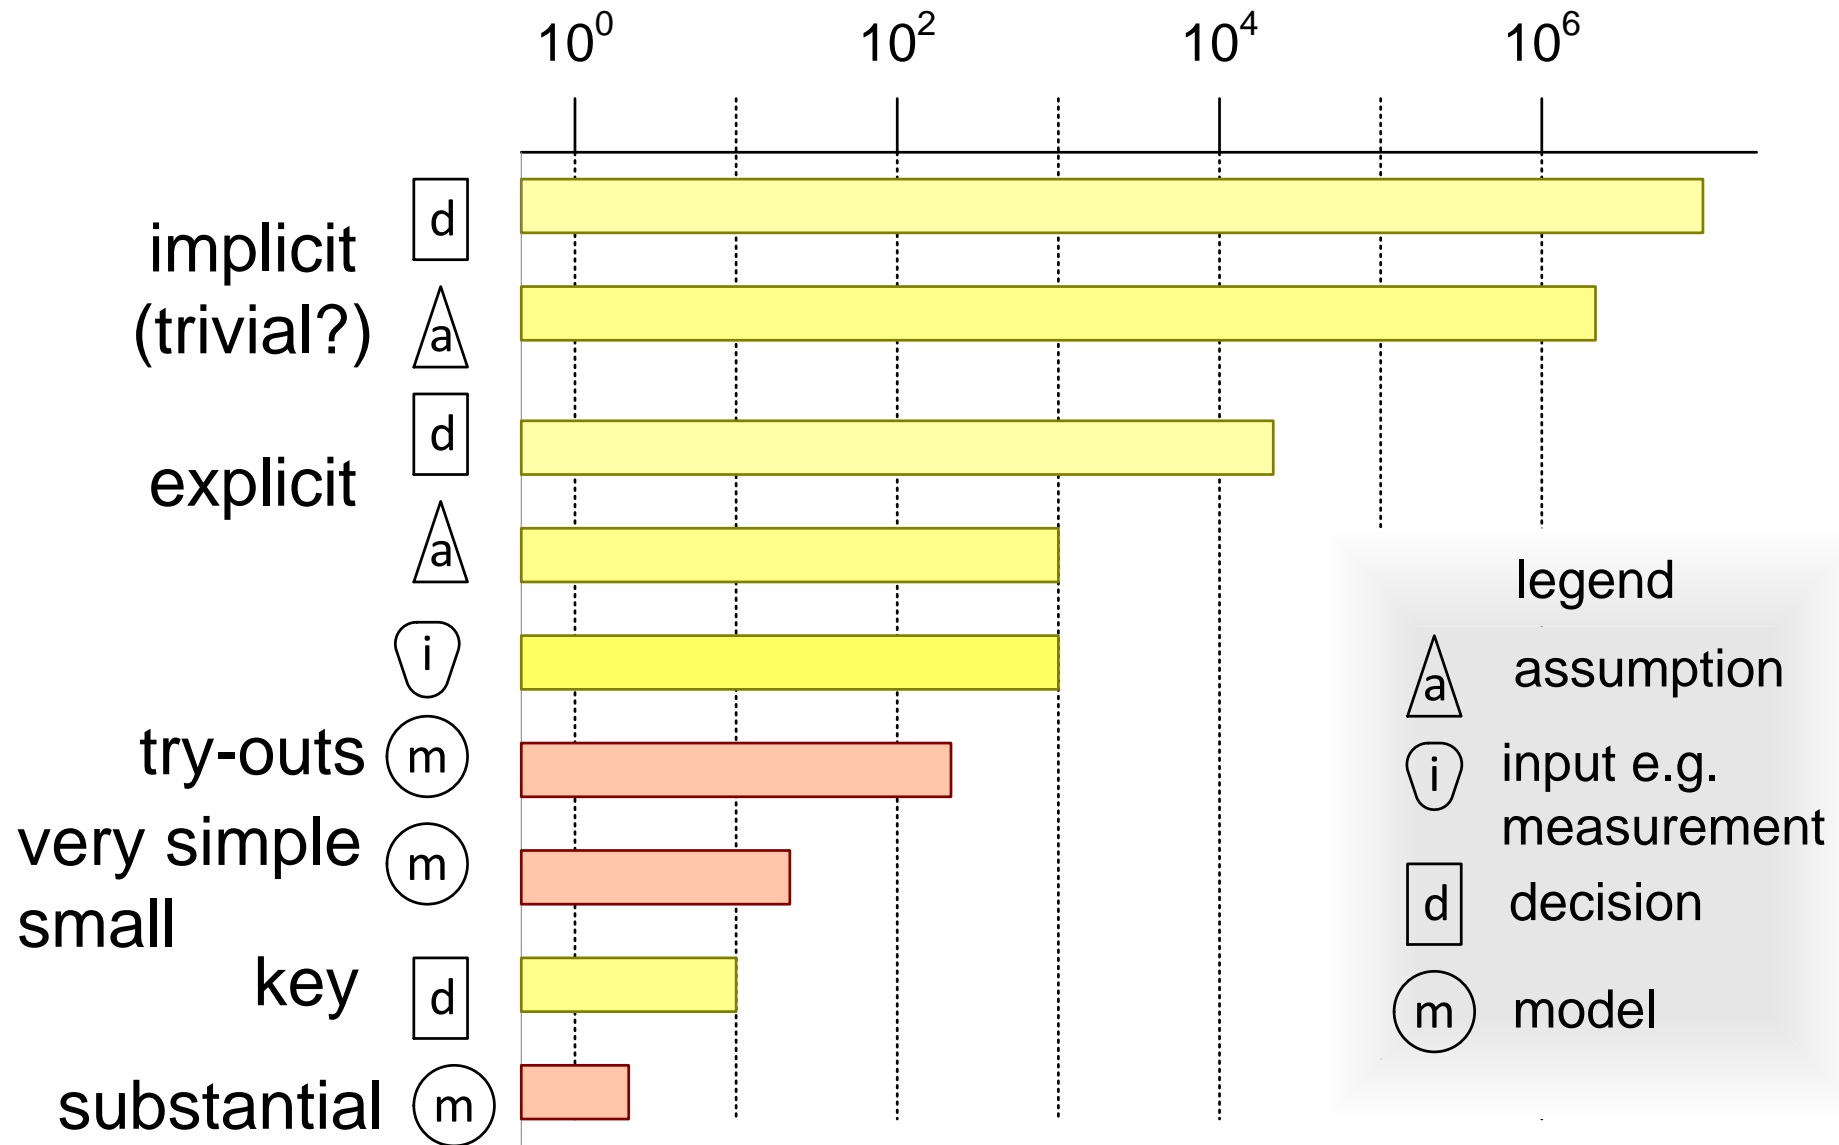 10^0 10^2 10^4 10^6
d
implicit
(trivial?)
a
d
explicit
a
i
try-outs m
very simple m
small
key d
substantial m
legend
a assumption
i input e.g.
measurement
d decision
m model